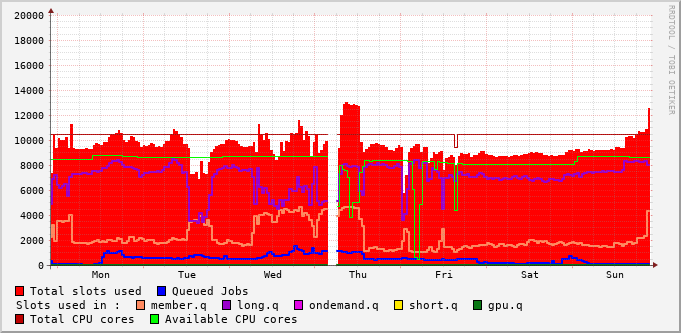 RRDTOOL / TOBI OETIKER
20000
18000
16000
14000
12000
10000
8000
6000
4000
2000
0
Mon Tue Wed Thu Fri Sat Sun
Total slots used Queued Jobs
Slots used in : member.q long.q ondemand.q short.q gpu.q
Total CPU cores Available CPU cores